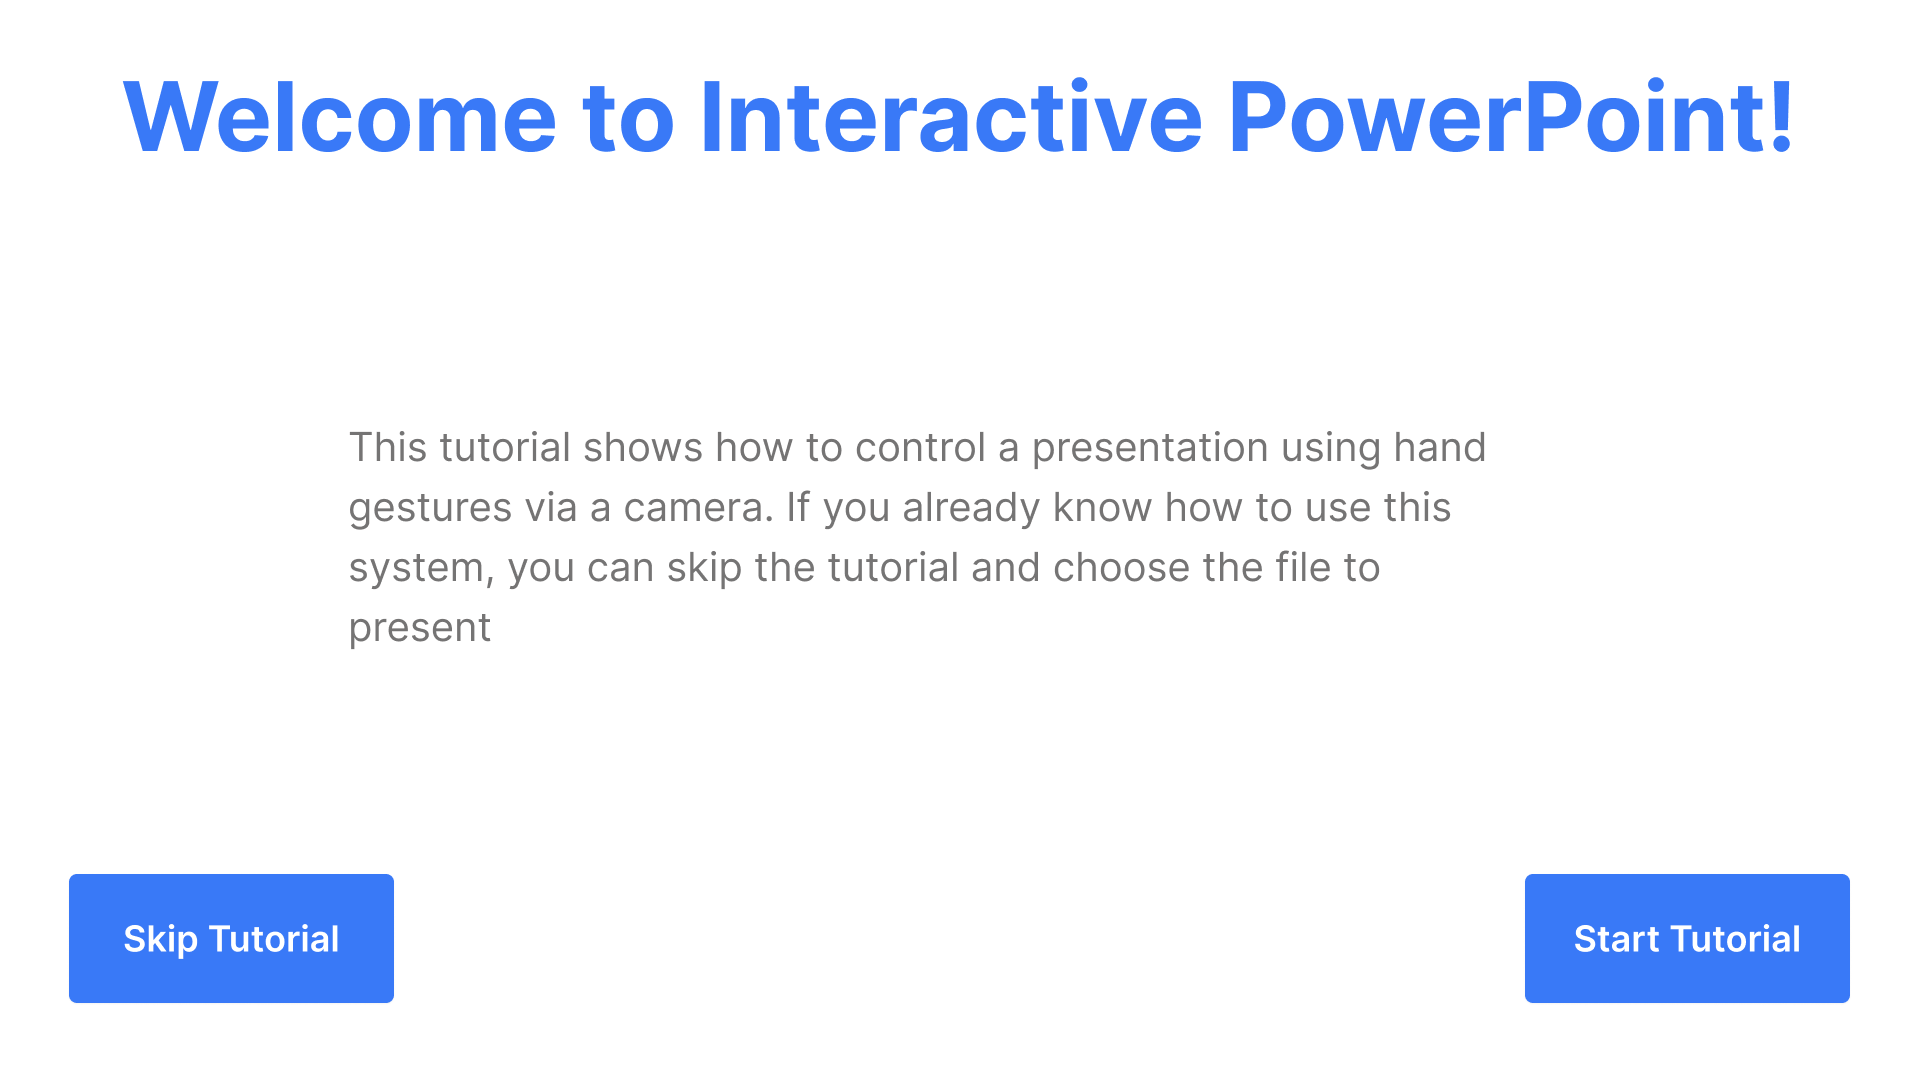 Welcome to Interactive PowerPoint!
This tutorial shows how to control a presentation using hand
gestures via a camera. If you already know how to use this
system, you can skip the tutorial and choose the file to
present
Skip Tutorial
Start Tutorial